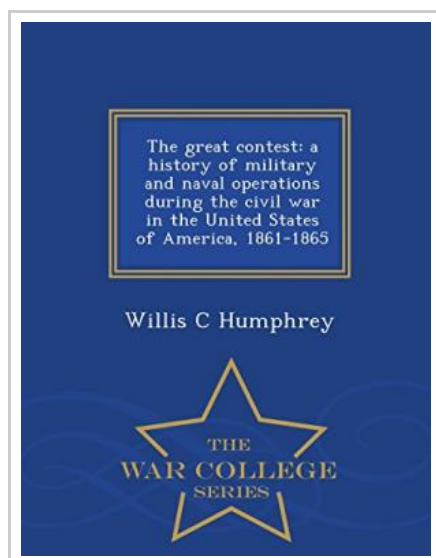 The great contest: a
history of military
and naval operations
during the civil war
in the United States
of America, 1861-1865
Willis C Humphrey
THE
WAR COLLEGE
SERIES